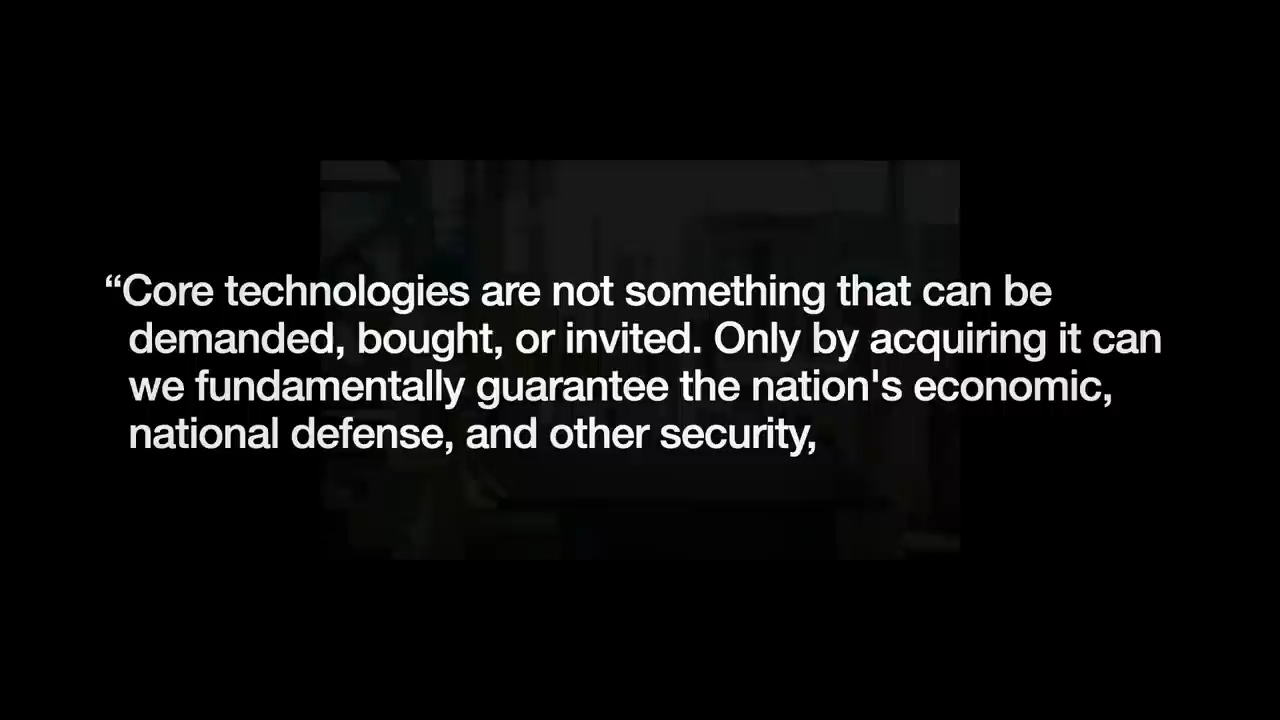 “Core technologies are not something that can be
demanded, bought, or invited. Only by acquiring it can
we fundamentally guarantee the nation's economic,
national defense, and other security,